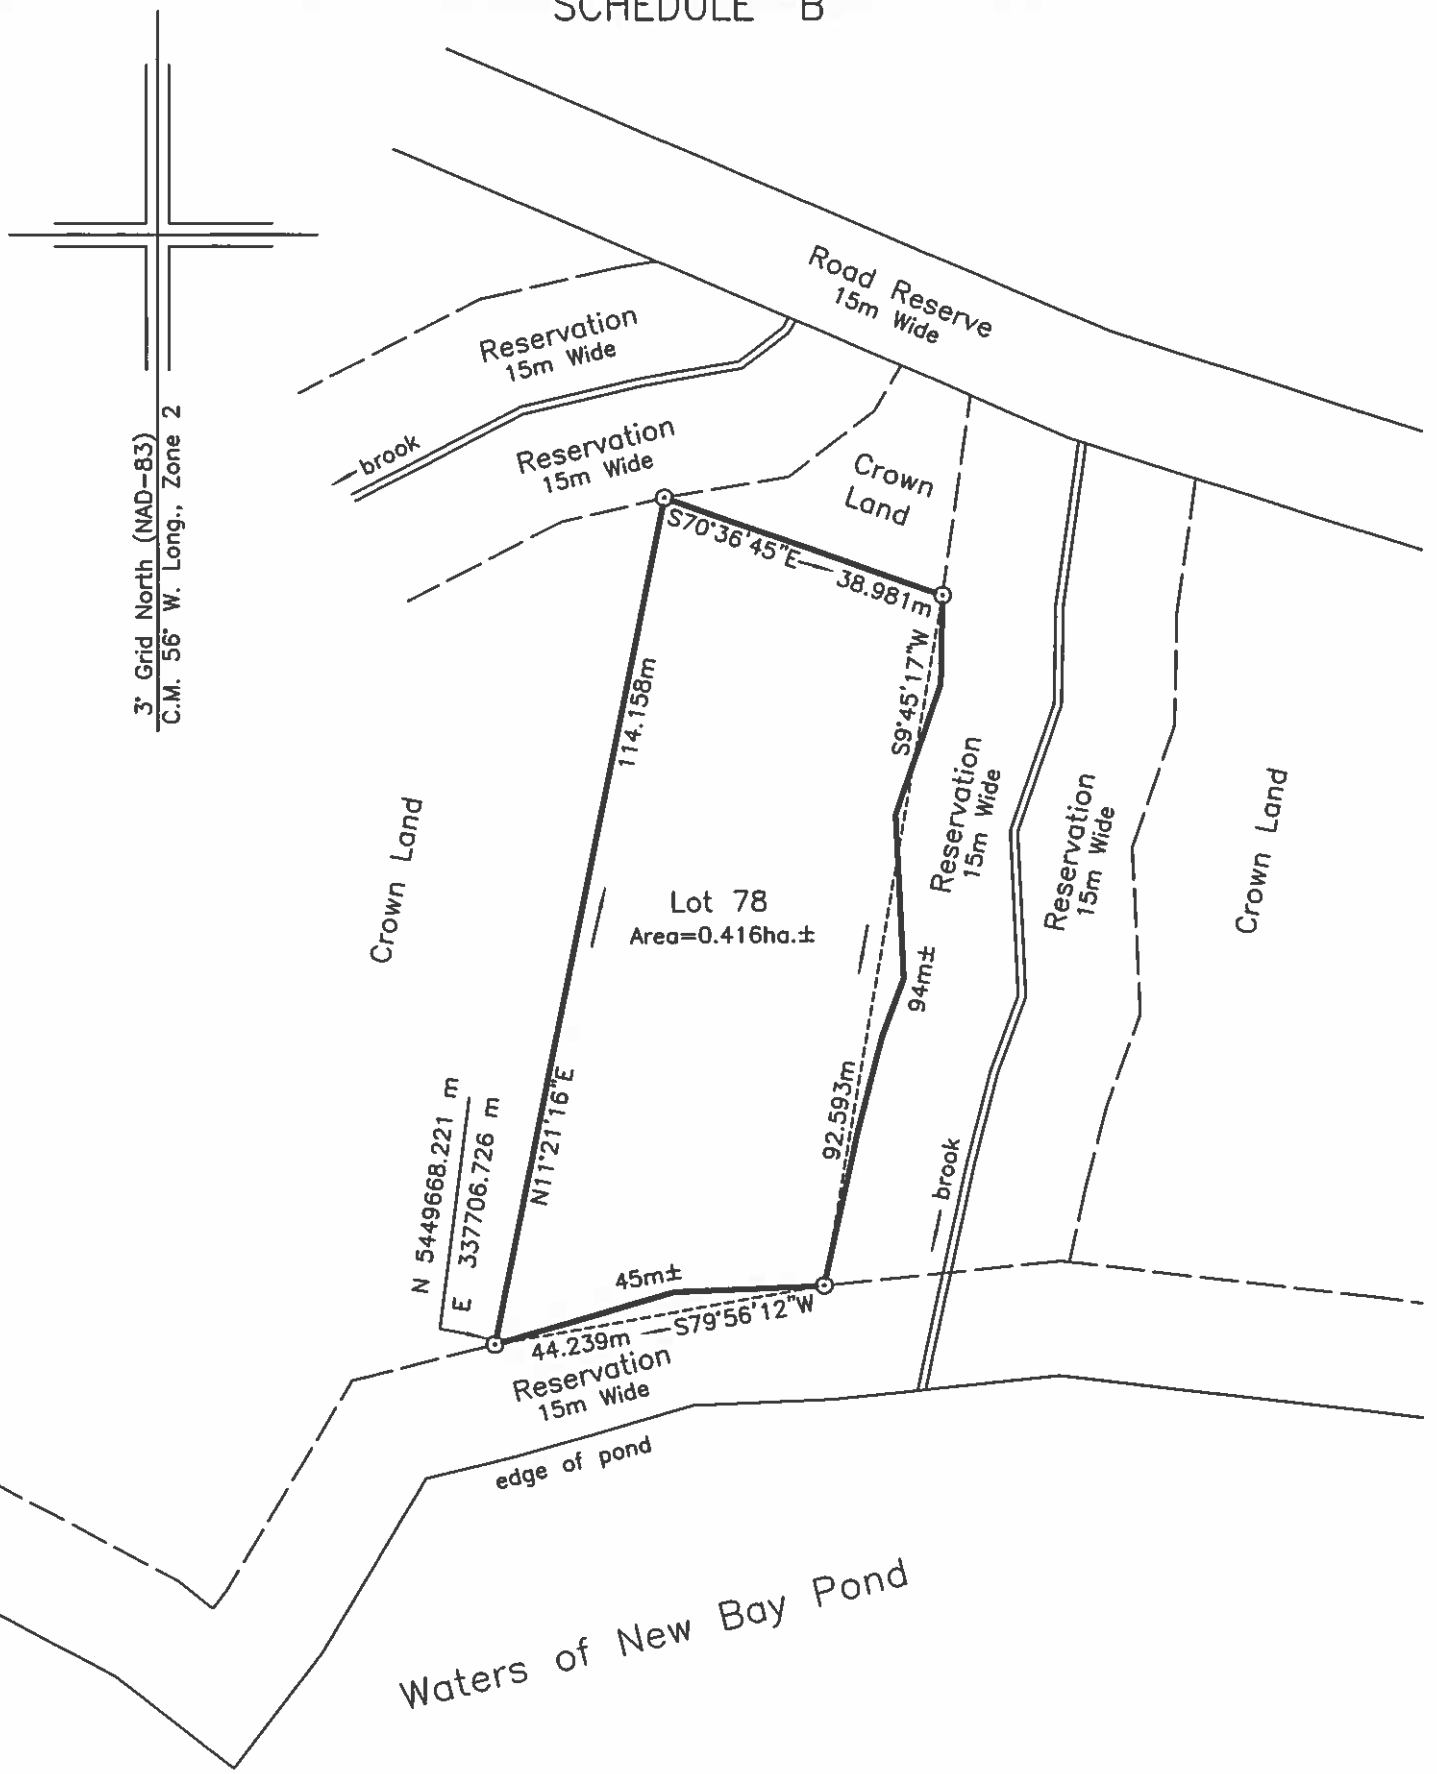 SCHEDULE "B"
3° Grid North (NAD-83)
C.M. 56° W. Long., Zone 2
Road Reserve
15m Wide
Reservation
15m Wide
brook
Reservation
15m Wide
Crown
Land
S70°36'45"E
38.981m
114.158m
S9°45'17"W
Reservation
15m Wide
Reservation
15m Wide
Crown Land
Crown Land
Lot 78
Area=0.416ha.±
94m±
92.593m
N11°21'16"E
N 5449668.221 m
E 337706.726 m
brook
45m±
44.239m
S79°56'12"W
Reservation
15m Wide
edge of pond
Waters of New Bay Pond